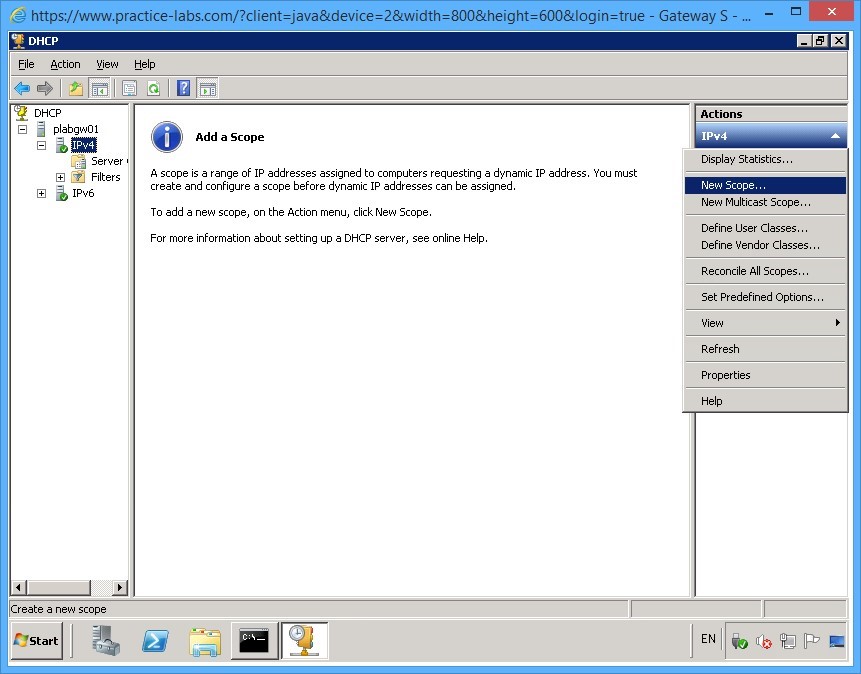 https://www.practice-labs.com/?client=java&device=2&width=800&height=600&login=true - Gateway S - ...
DHCP
File Action View Help
DHCP
plabgw01
IPv4
Server
Filters
IPv6
Add a Scope
A scope is a range of IP addresses assigned to computers requesting a dynamic IP address. You must
create and configure a scope before dynamic IP addresses can be assigned.
To add a new scope, on the Action menu, click New Scope.
For more information about setting up a DHCP server, see online Help.
Actions
IPv4
Display Statistics...
New Scope...
New Multicast Scope...
Define User Classes...
Define Vendor Classes...
Reconcile All Scopes...
Set Predefined Options...
View
Refresh
Properties
Help
Create a new scope
Start
C:\_
EN